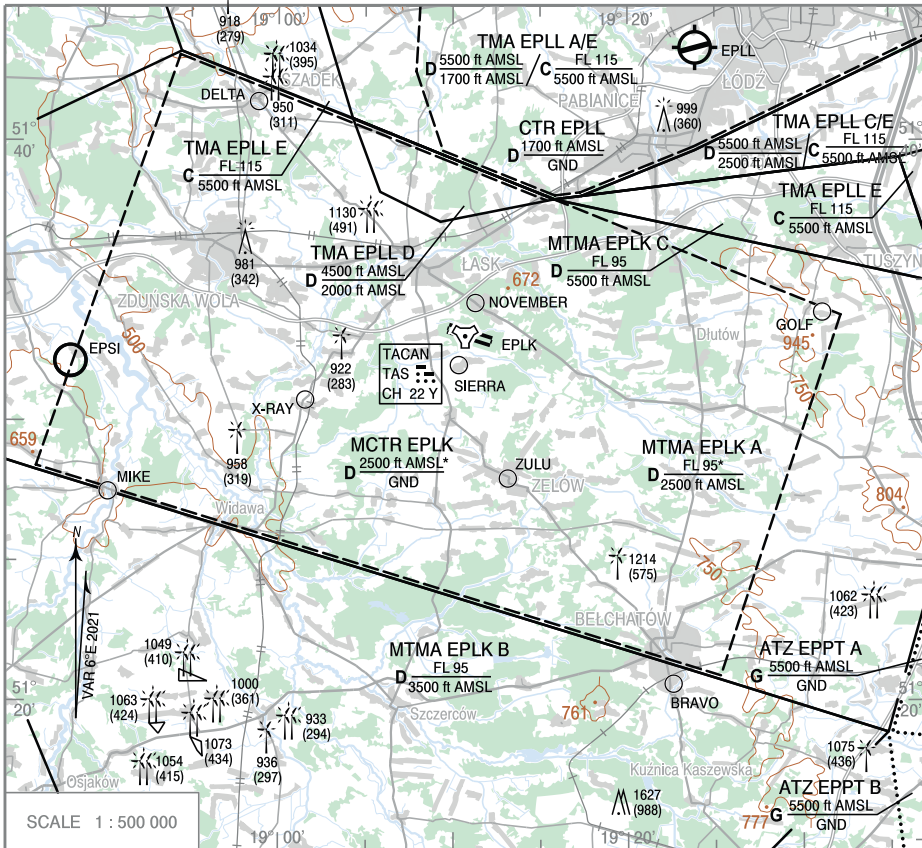 918
(279)
19° 00'
19° 20'
1034
(395)
SZADEK
DELTA
950
(311)
TMA EPLL A/E
D 5500 ft AMSL / C FL 115
1700 ft AMSL 5500 ft AMSL
EPLL
ŁÓDŹ
PABIANICE
999
(360)
51°
40'
TMA EPLL E
C FL 115
5500 ft AMSL
CTR EPLL
D 1700 ft AMSL
GND
TMA EPLL C/E
D 5500 ft AMSL / C FL 115
2500 ft AMSL 5500 ft AMSL
51°
40'
TMA EPLL E
C FL 115
5500 ft AMSL
1130
(491)
981
(342)
TMA EPLL D
D 4500 ft AMSL
2000 ft AMSL
ŁASK
MTMA EPLK C
D FL 95
5500 ft AMSL
TUSZYN
672
ZDUŃSKA WOLA
NOVEMBER
500
GOLF
945
Dłutów
EPSI
922
(283)
TACAN
TAS
CH 22 Y
EPLK
SIERRA
750
X-RAY
659
958
(319)
MCTR EPLK
D 2500 ft AMSL*
GND
MTMA EPLK A
D FL 95*
2500 ft AMSL
MIKE
ZULU
ZELÓW
804
Widawa
N
VAR 6°E 2021
1214
(575)
750
1062
(423)
BEŁCHATÓW
1049
(410)
MTMA EPLK B
D FL 95
3500 ft AMSL
ATZ EPPT A
G 5500 ft AMSL
GND
51°
20'
1063
(424)
1000
(361)
BRAVO
51°
20'
933
(294)
Szczerców
761
1073
(434)
936
(297)
1075
(436)
1054
(415)
Osjaków
Kuźnica Kaszewska
1627
(988)
ATZ EPPT B
G 5500 ft AMSL
GND
777
SCALE 1 : 500 000
19° 00'
19° 20'